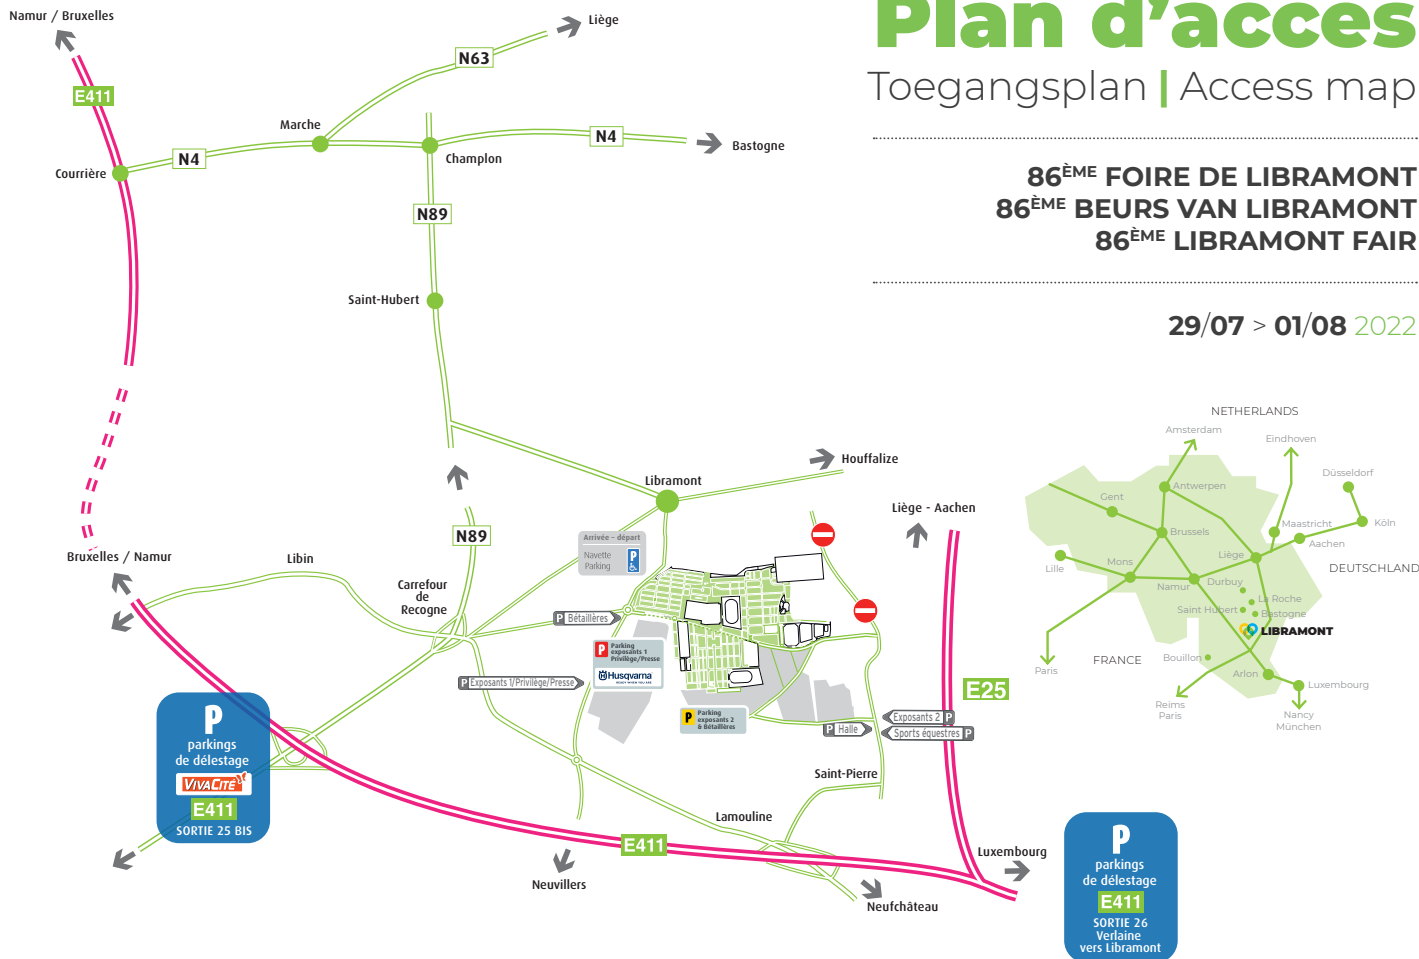 Plan d'accès
Toegangsplan | Access map
86ÈME FOIRE DE LIBRAMONT
86ÈME BEURS VAN LIBRAMONT
86ÈME LIBRAMONT FAIR
29/07 > 01/08 2022
Namur / Bruxelles
Liège
N63
E411
Marche
N4
Champlon
N4
Bastogne
Courrière
N89
Saint-Hubert
Libramont
Houffalize
Liège - Aachen
N89
Bruxelles / Namur
Libin
Carrefour
de
Recogne
Arrivée – départ
Navette
Parking
P
P Bétaillères
P
Parking
exposants 1
Privilège/Presse
Husqvarna
READY WHEN YOU ARE
P Exposants 1/Privilège/Presse
P
Parking
exposants 2
& Bétaillères
E25
Exposants 2 P
Sports équestres P
P Halle
Saint-Pierre
Lamouline
E411
Luxembourg
Neuvillers
Neufchâteau
P
parkings
de délestage
VIVACITÉ
E411
SORTIE 25 BIS
P
parkings
de délestage
E411
SORTIE 26
Verlaine
vers Libramont
NETHERLANDS
Amsterdam
Eindhoven
Düsseldorf
Antwerpen
Gent
Köln
Maastricht
Brussels
Aachen
Liège
Lille
Mons
DEUTSCHLAND
Namur
Durbuy
La Roche
Saint Hubert
Bastogne
LIBRAMONT
FRANCE
Bouillon
Paris
Arlon
Luxembourg
Reims
Paris
Nancy
München